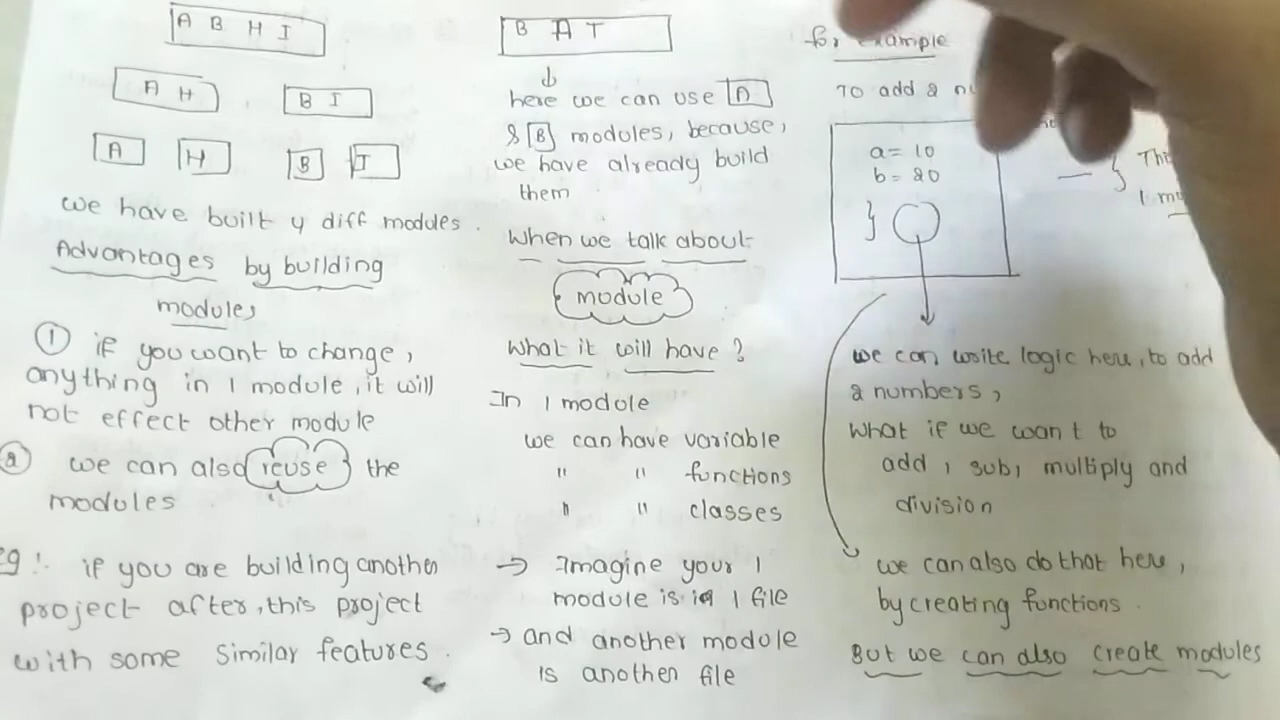 A B H I
A H
B I
A
H
B
I
we have built 4 diff modules.
Advantages by building
modules
① if you want to change,
anything in 1 module, it will
not effect other module
② we can also reuse the
modules
eg :- if you are building another
project after, this project
with some similar features.
B A T
here we can use A
& B modules, because,
we have already build
them
when we talk about
module
what it will have ?
In 1 module
we can have variable
" " functions
" " classes
→ Imagine your 1
module is in 1 file
→ and another module
is another file
for example
To add 2
a = 10
b = 20
1
we can write logic here, to add
2 numbers,
what if we want to
add, sub, multiply and
division
we can also do that here,
by creating functions.
But we can also create modules